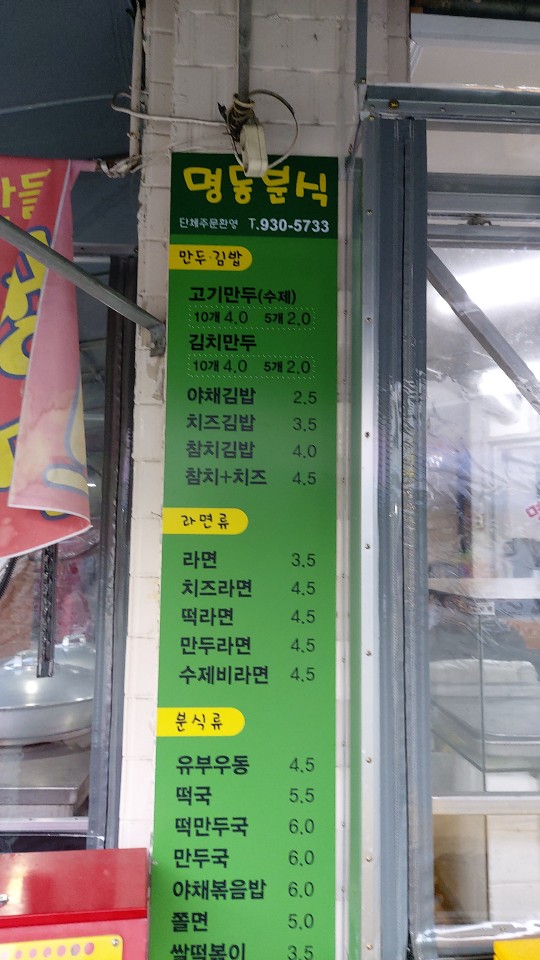 명동분식
단체주문환영 T.930-5733
만두·김밥
고기만두(수제)
10개 4.0 5개 2.0
김치만두
10개 4.0 5개 2.0
야채김밥 2.5
치즈김밥 3.5
참치김밥 4.0
참치+치즈 4.5
라면류
라면 3.5
치즈라면 4.5
떡라면 4.5
만두라면 4.5
수제비라면 4.5
분식류
유부우동 4.5
떡국 5.5
떡만두국 6.0
만두국 6.0
야채볶음밥 6.0
쫄면 5.0
쌀떡볶이 3.5